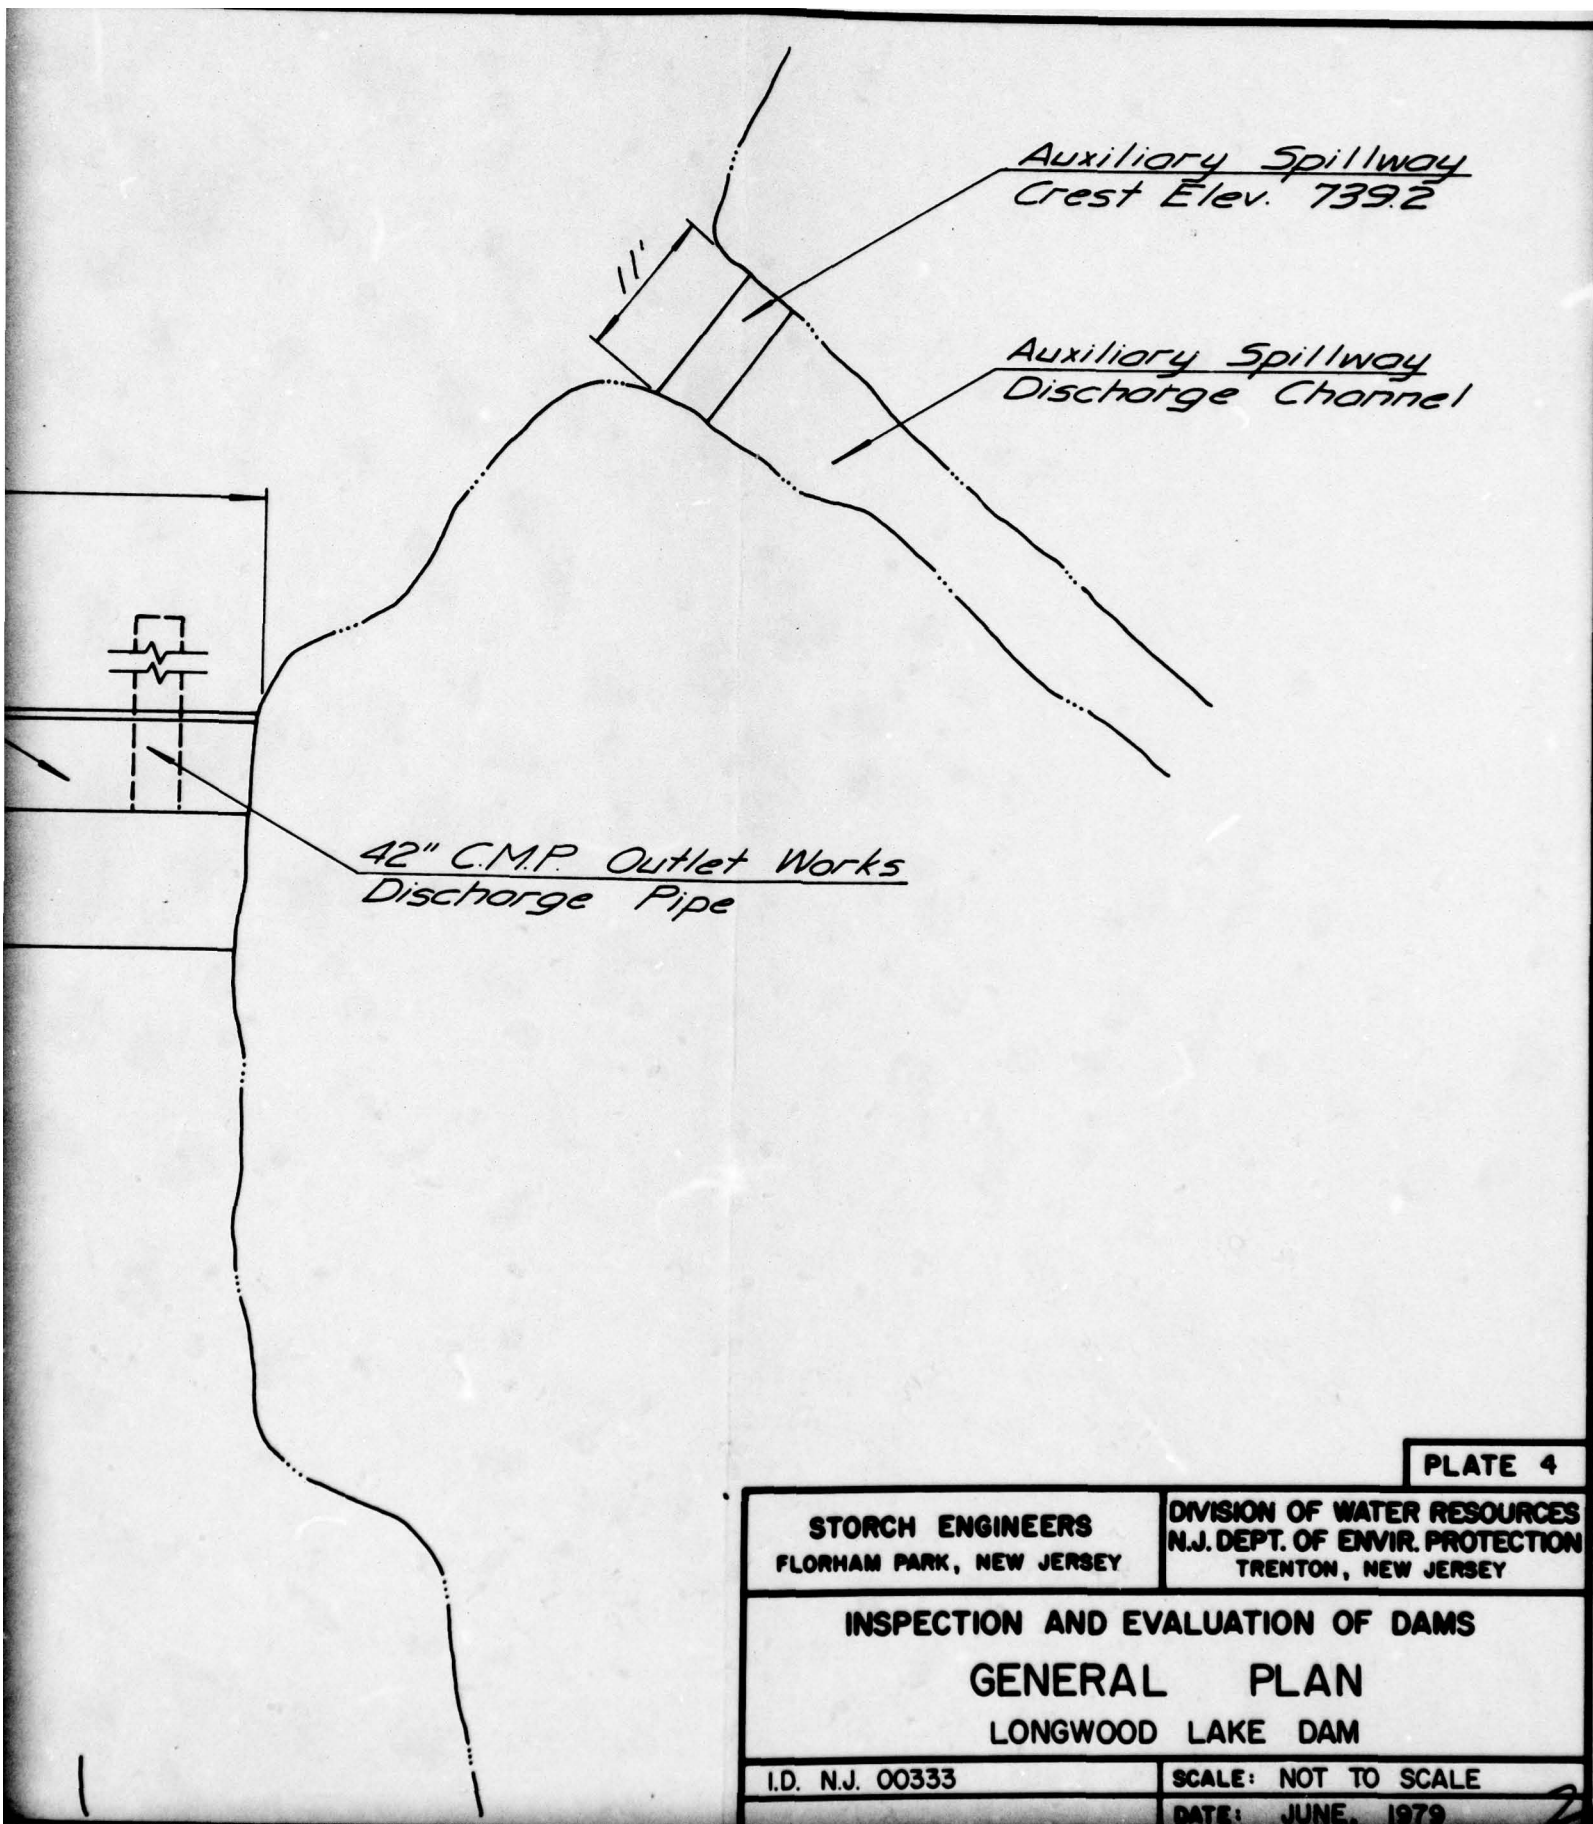 Auxiliary Spillway
Crest Elev. 739.2
11'
Auxiliary Spillway
Discharge Channel
42" C.M.P. Outlet Works
Discharge Pipe
PLATE 4
STORCH ENGINEERS
FLORHAM PARK, NEW JERSEY
DIVISION OF WATER RESOURCES
N.J. DEPT. OF ENVIR. PROTECTION
TRENTON, NEW JERSEY
INSPECTION AND EVALUATION OF DAMS
GENERAL PLAN
LONGWOOD LAKE DAM
I.D. N.J. 00333
SCALE: NOT TO SCALE
DATE: JUNE, 1979
2